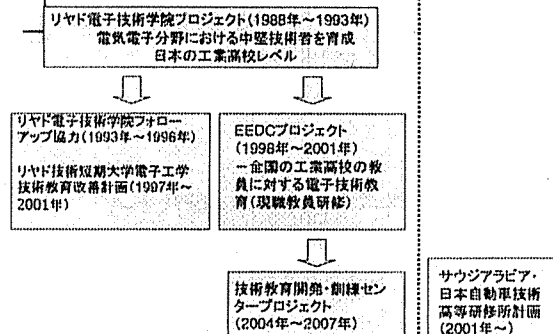 リヤド電子技術学院プロジェクト(1988年～1993年)
電気電子分野における中堅技術者を育成
日本の工業高校レベル
リヤド電子技術学院フォロー
アップ協力(1993年～1996年)
リヤド技術短期大学電子工学
技術教育改善計画(1997年～
2001年)
EEDCプロジェクト
(1998年～2001年)
－全国の工業高校の教
員に対する電子技術教
育(現職教員研修)
技術教育開発・訓練セン
タープロジェクト
(2004年～2007年)
サウジアラビア・
日本自動車技術
高等研修所計画
(2001年～)